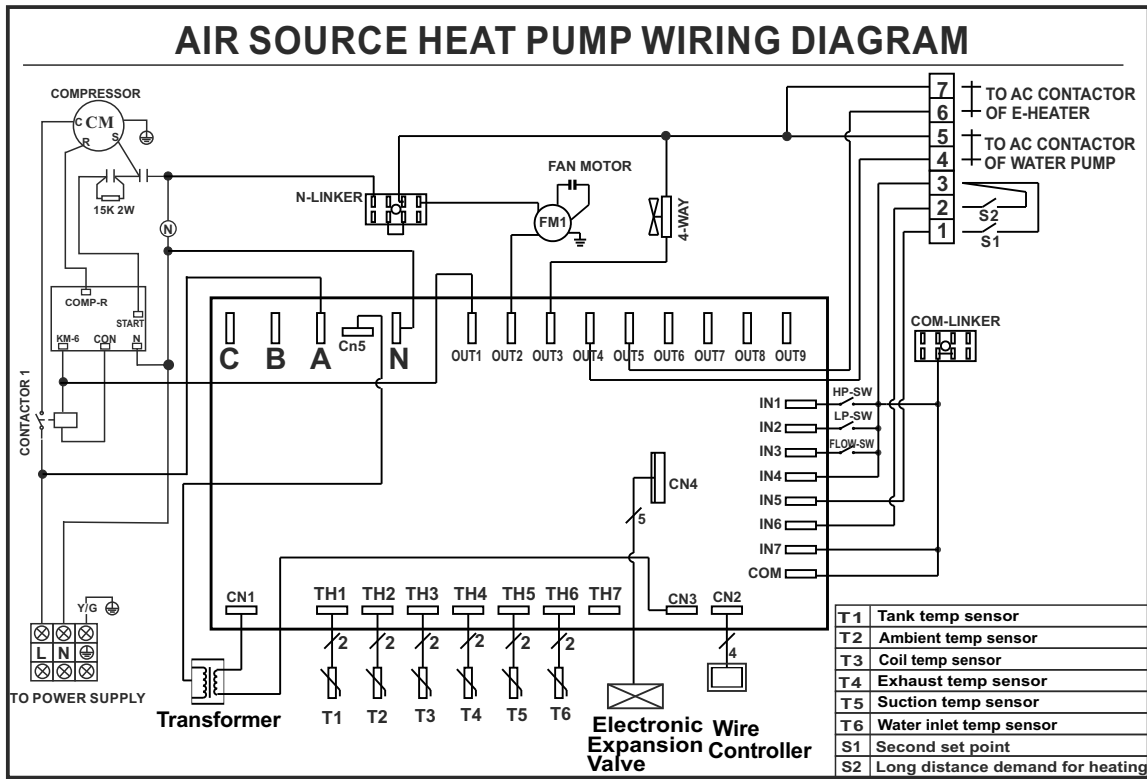 AIR SOURCE HEAT PUMP WIRING DIAGRAM
COMPRESSOR
C
CM
R
S
15K 2W
N
COMP-R
START
KM-6
CON
N
CONTACTOR 1
Y/G
L
N
TO POWER SUPPLY
N-LINKER
FAN MOTOR
FM1
4-WAY
7
6
5
4
3
2
1
TO AC CONTACTOR
OF E-HEATER
TO AC CONTACTOR
OF WATER PUMP
S2
S1
COM-LINKER
C
B
A
Cn5
N
OUT1
OUT2
OUT3
OUT4
OUT5
OUT6
OUT7
OUT8
OUT9
IN1
HP-SW
IN2
LP-SW
IN3
FLOW-SW
IN4
IN5
IN6
IN7
COM
CN4
5
CN1
TH1
TH2
TH3
TH4
TH5
TH6
TH7
CN3
CN2
2
2
2
2
2
2
4
T1
T2
T3
T4
T5
T6
Transformer
Electronic
Expansion
Valve
Wire
Controller
T1 Tank temp sensor
T2 Ambient temp sensor
T3 Coil temp sensor
T4 Exhaust temp sensor
T5 Suction temp sensor
T6 Water inlet temp sensor
S1 Second set point
S2 Long distance demand for heating